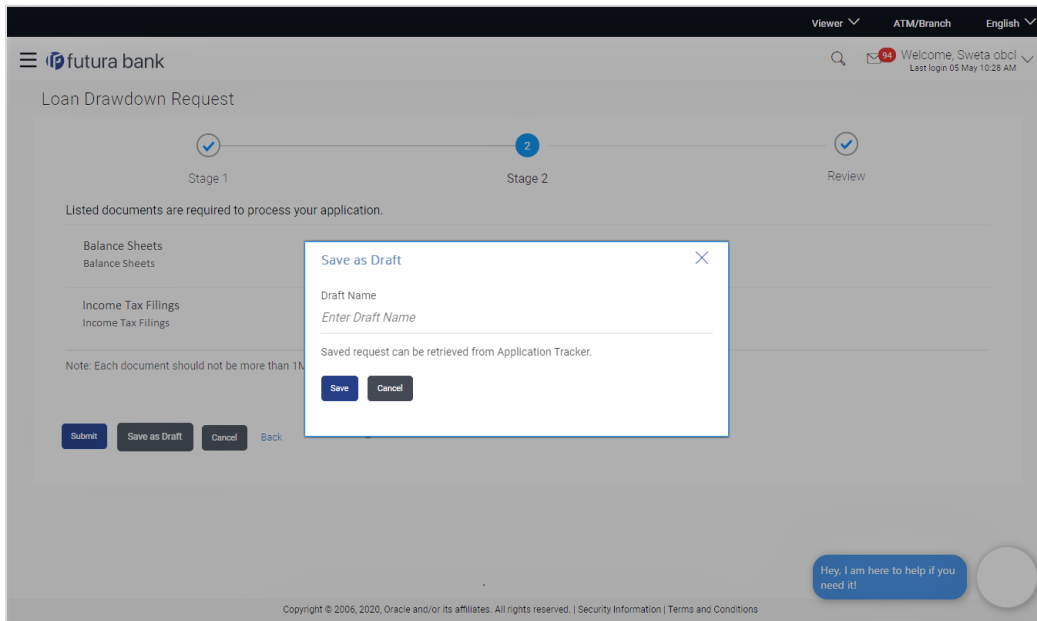 Viewer ATM/Branch English
futura bank
94 Welcome, Sweta obcl
Last login 05 May 10:28 AM
Loan Drawdown Request
2
Stage 1 Stage 2 Review
Listed documents are required to process your application.
Balance Sheets
Balance Sheets
Income Tax Filings
Income Tax Filings
Note: Each document should not be more than
Save as Draft
Draft Name
Enter Draft Name
Saved request can be retrieved from Application Tracker.
Save Cancel
Submit Save as Draft Cancel Back
Hey, I am here to help if you
need it!
Copyright © 2006, 2020, Oracle and/or its affiliates. All rights reserved. | Security Information | Terms and Conditions